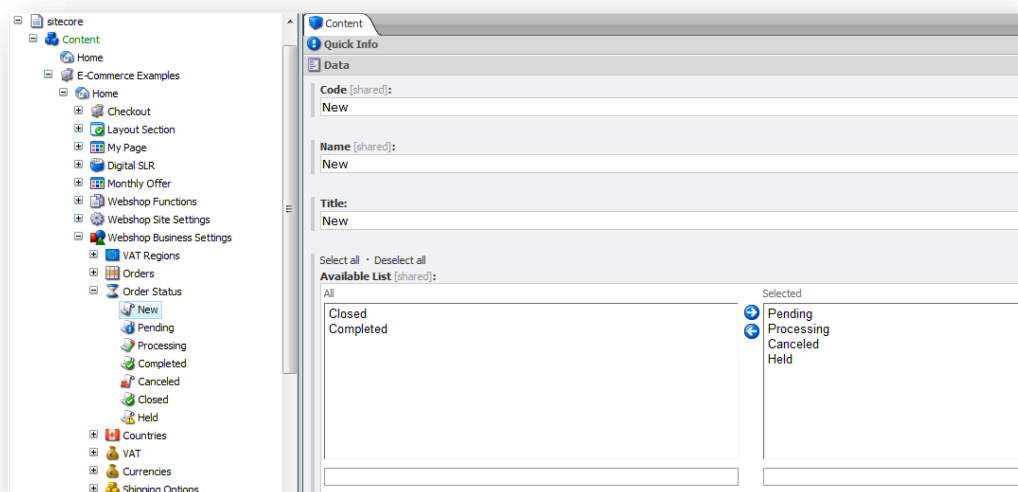 sitecore
Content
Home
E-Commerce Examples
Home
Checkout
Layout Section
My Page
Digital SLR
Monthly Offer
Webshop Functions
Webshop Site Settings
Webshop Business Settings
VAT Regions
Orders
Order Status
New
Pending
Processing
Completed
Canceled
Closed
Held
Countries
VAT
Currencies
Shipping Options
Content
Quick Info
Data
Code [shared]:
New
Name [shared]:
New
Title:
New
Select all · Deselect all
Available List [shared]:
All
Closed
Completed
Selected
Pending
Processing
Canceled
Held